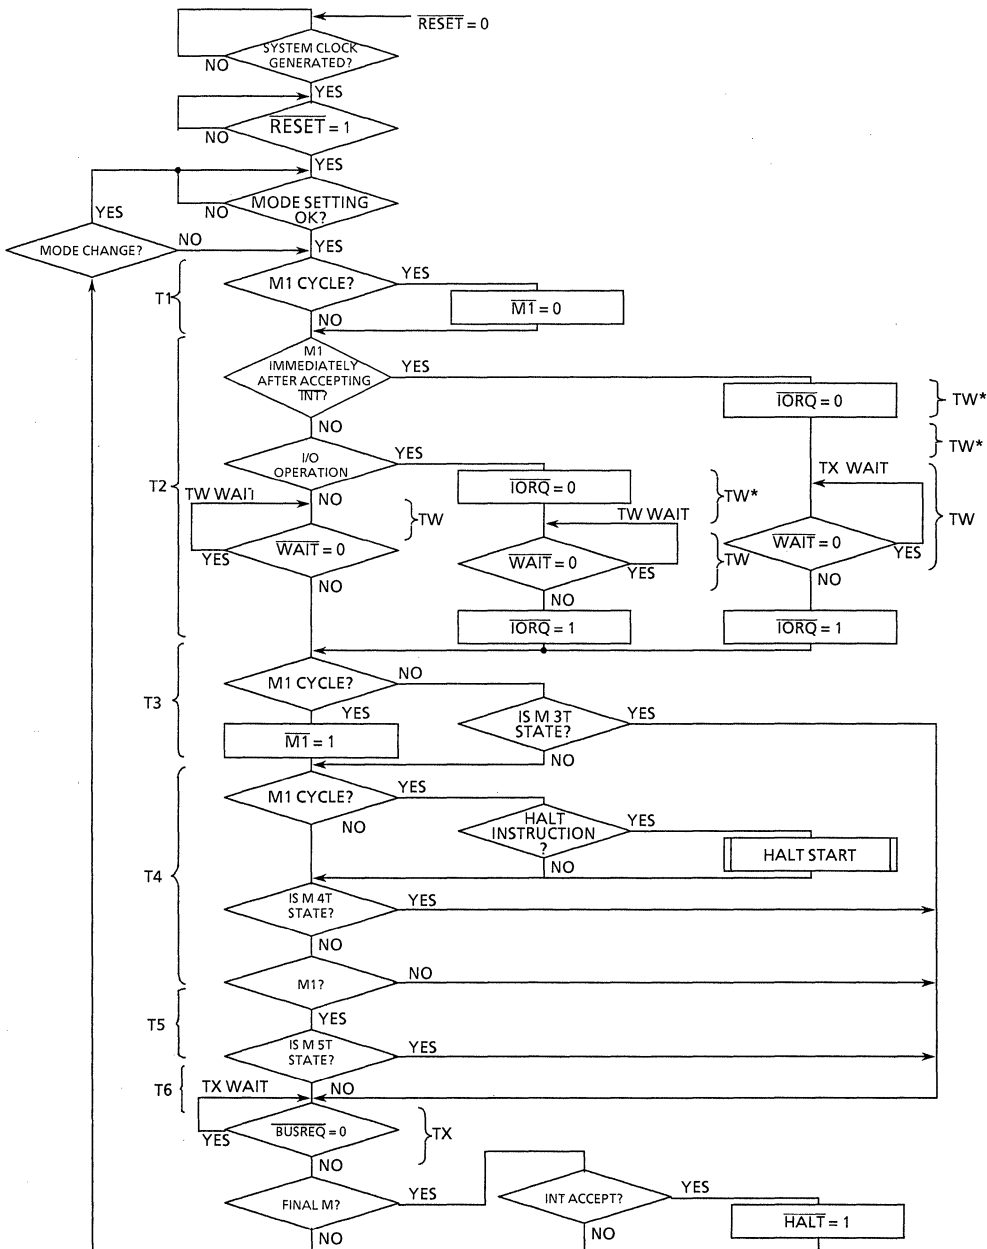 RESET = 0
SYSTEM CLOCK
GENERATED?
NO
YES
RESET = 1
NO
YES
MODE SETTING
OK?
NO
YES
YES
MODE CHANGE?
NO
T1
M1 CYCLE?
YES
M1 = 0
NO
M1
IMMEDIATELY
AFTER ACCEPTING
INT?
YES
IORQ = 0
TW*
NO
TW*
I/O
OPERATION
YES
T2
TW WAIT
NO
IORQ = 0
TW*
TX WAIT
TW
TW WAIT
TW
WAIT = 0
YES
WAIT = 0
YES
TW
WAIT = 0
YES
NO
NO
NO
IORQ = 1
IORQ = 1
T3
M1 CYCLE?
NO
YES
IS M 3T
STATE?
YES
M1 = 1
NO
M1 CYCLE?
YES
NO
HALT
INSTRUCTION
?
YES
HALT START
NO
T4
IS M 4T
STATE?
YES
NO
M1?
NO
YES
T5
IS M 5T
STATE?
YES
T6
TX WAIT
NO
BUSREQ = 0
YES
TX
NO
FINAL M?
YES
INT ACCEPT?
YES
HALT = 1
NO
NO